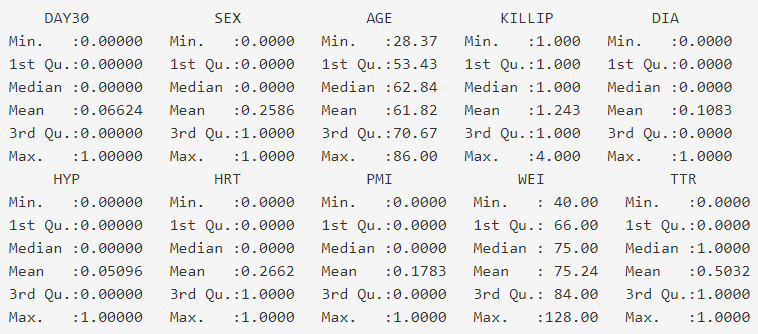 DAY30 SEX AGE KILLIP DIA
Min. :0.00000 Min. :0.0000 Min. :28.37 Min. :1.000 Min. :0.0000
1st Qu.:0.00000 1st Qu.:0.0000 1st Qu.:53.43 1st Qu.:1.000 1st Qu.:0.0000
Median :0.00000 Median :0.0000 Median :62.84 Median :1.000 Median :0.0000
Mean :0.06624 Mean :0.2586 Mean :61.82 Mean :1.243 Mean :0.1083
3rd Qu.:0.00000 3rd Qu.:1.0000 3rd Qu.:70.67 3rd Qu.:1.000 3rd Qu.:0.0000
Max. :1.00000 Max. :1.0000 Max. :86.00 Max. :4.000 Max. :1.0000
HYP HRT PMI WEI TTR
Min. :0.00000 Min. :0.0000 Min. :0.0000 Min. : 40.00 Min. :0.0000
1st Qu.:0.00000 1st Qu.:0.0000 1st Qu.:0.0000 1st Qu.: 66.00 1st Qu.:0.0000
Median :0.00000 Median :0.0000 Median :0.0000 Median : 75.00 Median :1.0000
Mean :0.05096 Mean :0.2662 Mean :0.1783 Mean : 75.24 Mean :0.5032
3rd Qu.:0.00000 3rd Qu.:1.0000 3rd Qu.:0.0000 3rd Qu.: 84.00 3rd Qu.:1.0000
Max. :1.00000 Max. :1.0000 Max. :1.0000 Max. :128.00 Max. :1.0000